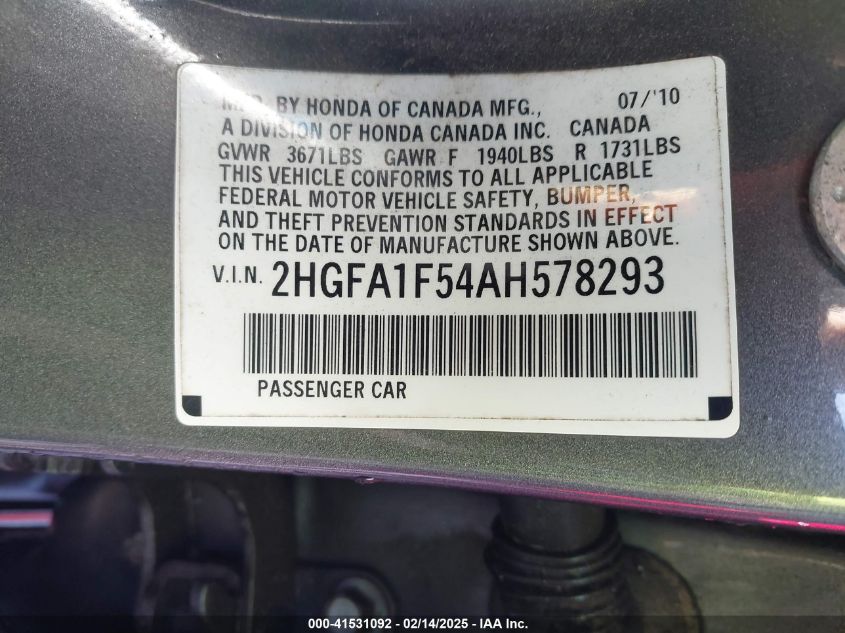 MFD. BY HONDA OF CANADA MFG., 07/'10
A DIVISION OF HONDA CANADA INC. CANADA
GVWR 3671LBS GAWR F 1940LBS R 1731LBS
THIS VEHICLE CONFORMS TO ALL APPLICABLE
FEDERAL MOTOR VEHICLE SAFETY, BUMPER,
AND THEFT PREVENTION STANDARDS IN EFFECT
ON THE DATE OF MANUFACTURE SHOWN ABOVE.
V.I.N. 2HGFA1F54AH578293
PASSENGER CAR
000-41531092 - 02/14/2025 - IAA Inc.